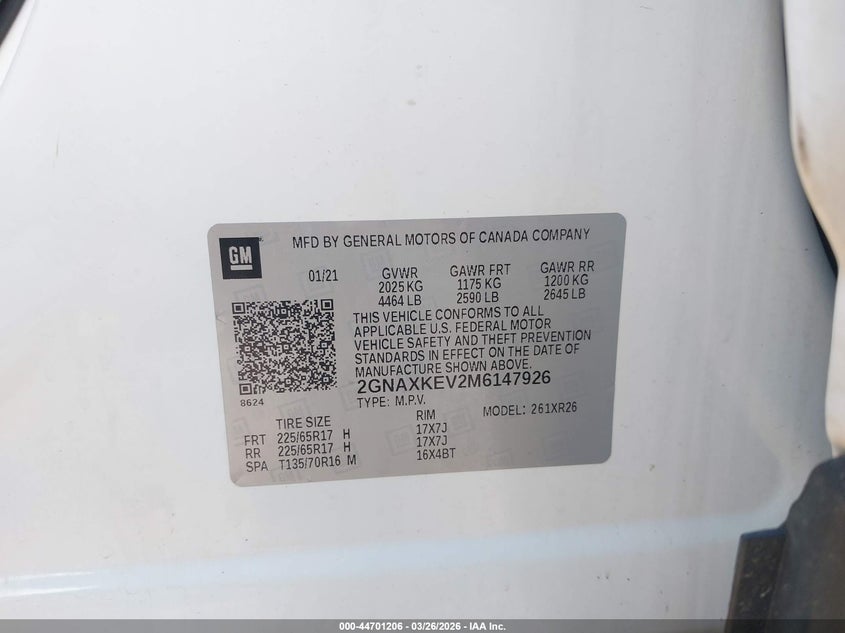 GM
MFD BY GENERAL MOTORS OF CANADA COMPANY
01/21 GVWR GAWR FRT GAWR RR
2025 KG 1175 KG 1200 KG
4464 LB 2590 LB 2645 LB
THIS VEHICLE CONFORMS TO ALL
APPLICABLE U.S. FEDERAL MOTOR
VEHICLE SAFETY AND THEFT PREVENTION
STANDARDS IN EFFECT ON THE DATE OF
MANUFACTURE SHOWN ABOVE.
2GNAXKEV2M6147926
8624
TYPE: M.P.V. MODEL: 261XR26
TIRE SIZE RIM
FRT 225/65R17 H 17X7J
RR 225/65R17 H 17X7J
SPA T135/70R16 M 16X4BT
000-44701206 - 03/26/2026 - IAA Inc.